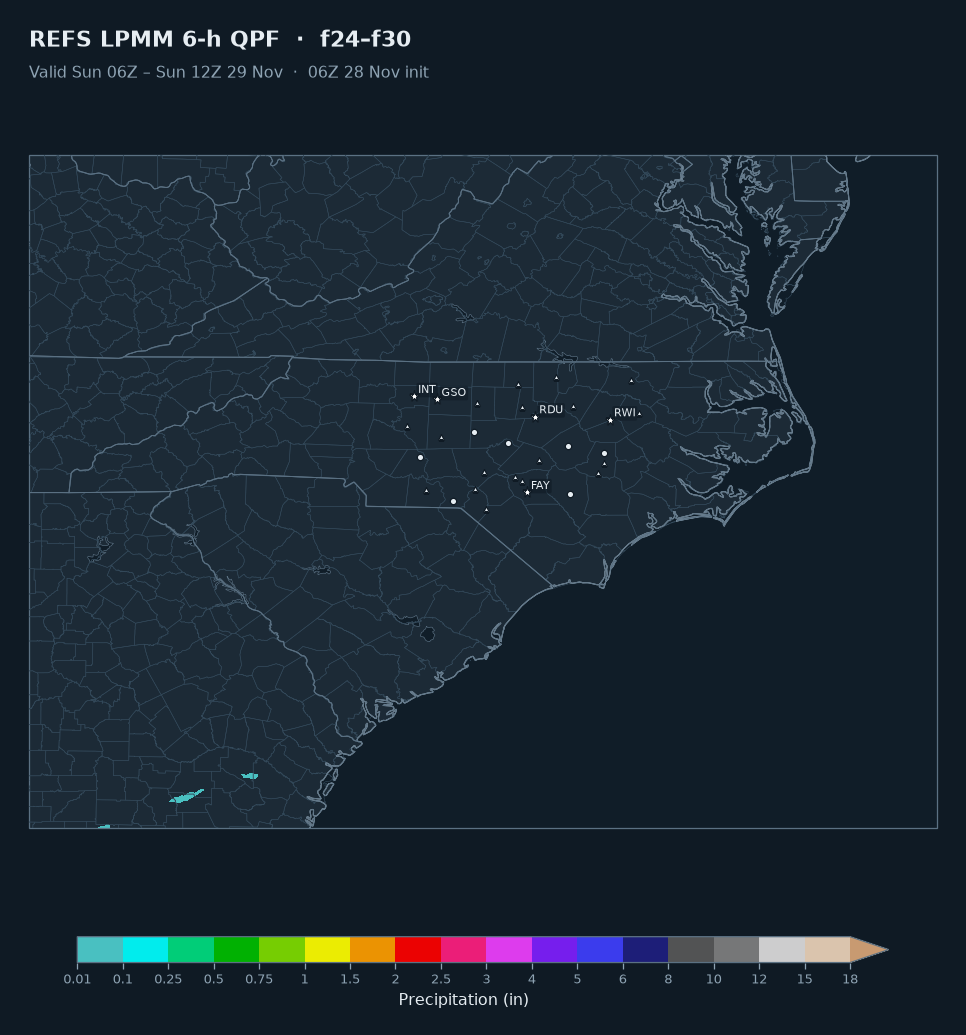 REFS LPMM 6-h QPF · f24–f30
Valid Sun 06Z – Sun 12Z 29 Nov · 06Z 28 Nov init
INT
GSO
RDU
RWI
FAY
0.01 0.1 0.25 0.5 0.75 1 1.5 2 2.5 3 4 5 6 8 10 12 15 18
Precipitation (in)